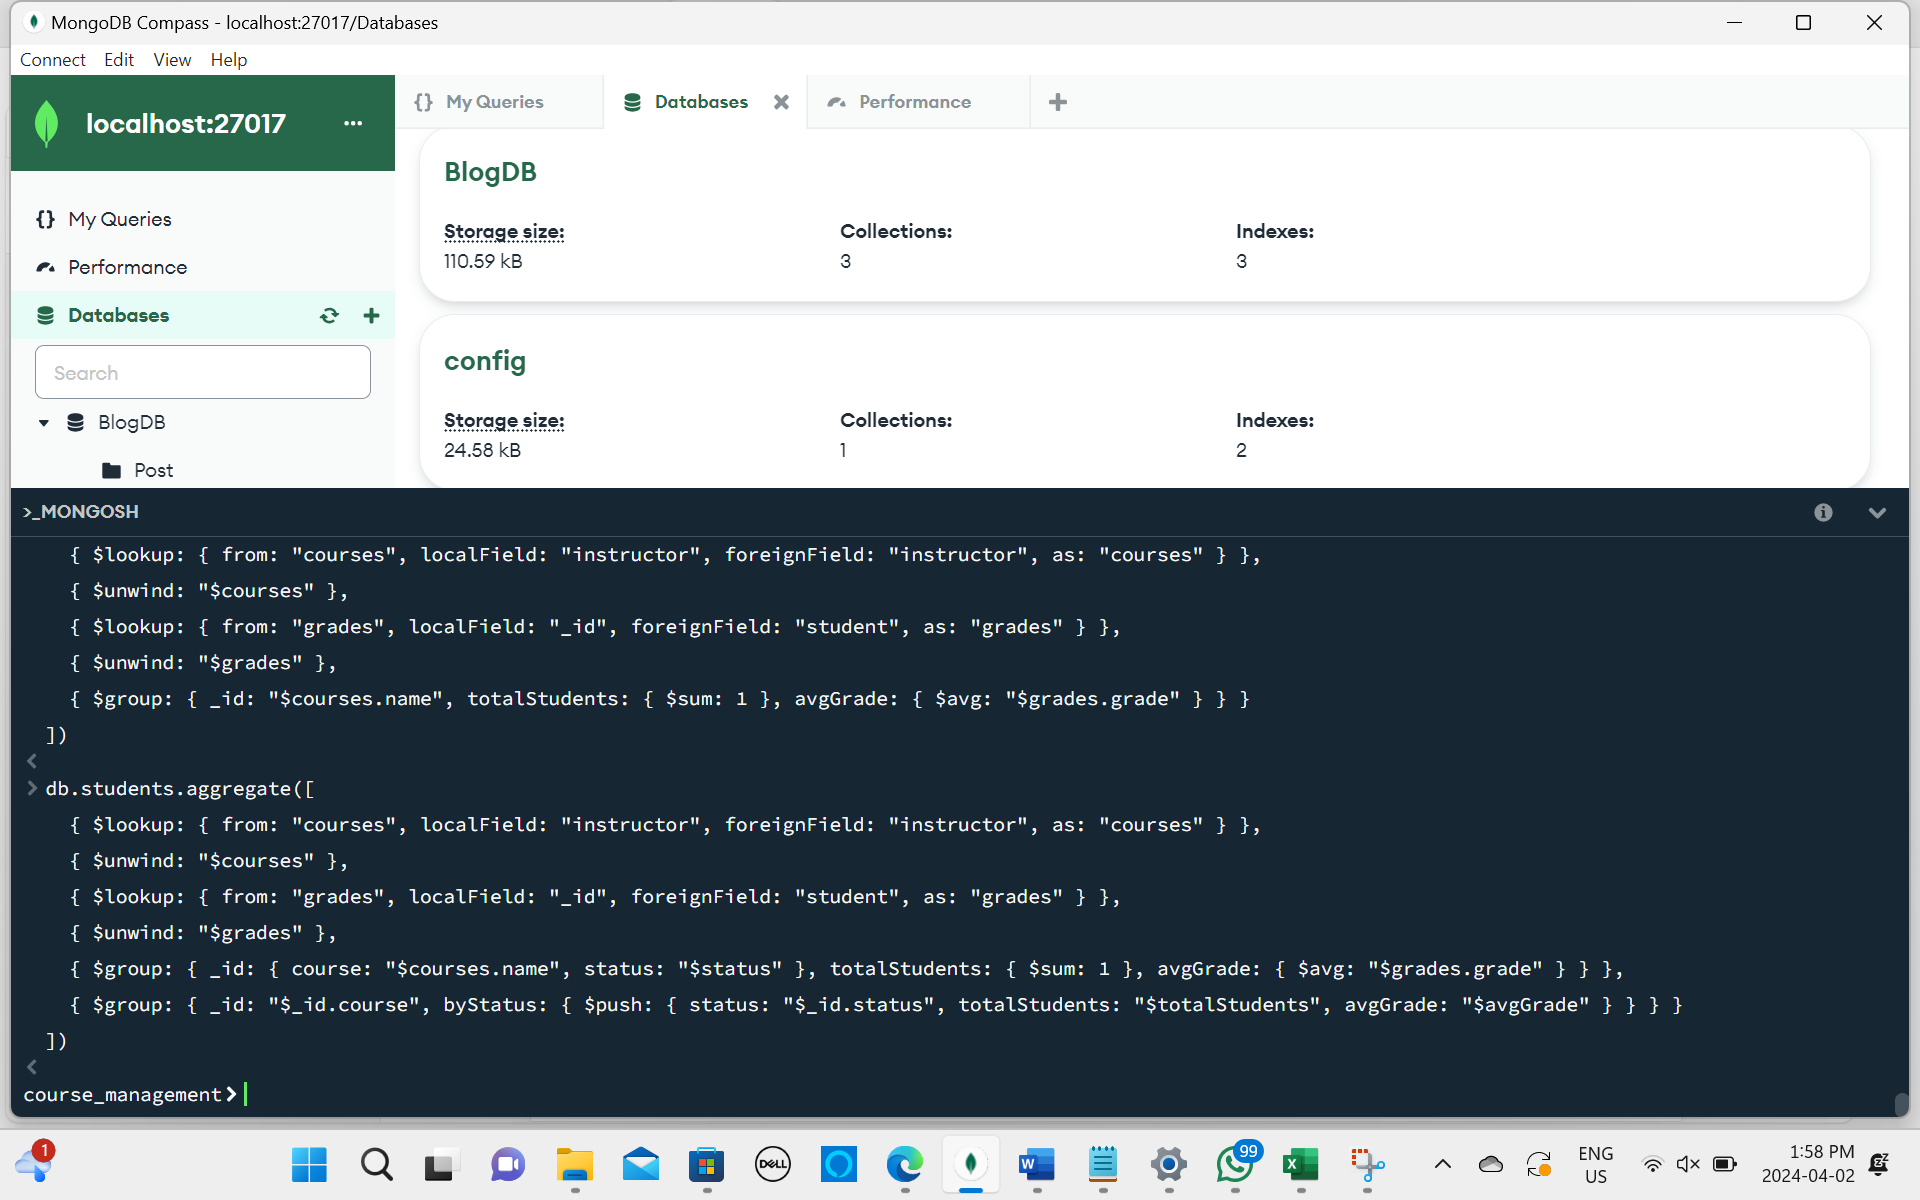 MongoDB Compass - localhost:27017/Databases
Connect Edit View Help
localhost:27017 ...
{} My Queries
Databases
Performance
My Queries
Performance
Databases
Search
BlogDB
Post
BlogDB
Storage size: Collections: Indexes:
110.59 kB 3 3
config
Storage size: Collections: Indexes:
24.58 kB 1 2
>_MONGOSH
{ $lookup: { from: "courses", localField: "instructor", foreignField: "instructor", as: "courses" } },
{ $unwind: "$courses" },
{ $lookup: { from: "grades", localField: "_id", foreignField: "student", as: "grades" } },
{ $unwind: "$grades" },
{ $group: { _id: "$courses.name", totalStudents: { $sum: 1 }, avgGrade: { $avg: "$grades.grade" } } }
])
<
> db.students.aggregate([
{ $lookup: { from: "courses", localField: "instructor", foreignField: "instructor", as: "courses" } },
{ $unwind: "$courses" },
{ $lookup: { from: "grades", localField: "_id", foreignField: "student", as: "grades" } },
{ $unwind: "$grades" },
{ $group: { _id: { course: "$courses.name", status: "$status" }, totalStudents: { $sum: 1 }, avgGrade: { $avg: "$grades.grade" } } },
{ $group: { _id: "$_id.course", byStatus: { $push: { status: "$_id.status", totalStudents: "$totalStudents", avgGrade: "$avgGrade" } } } }
])
<
course_management>
1
DELL
W
99
X
ENG
US
1:58 PM
2024-04-02